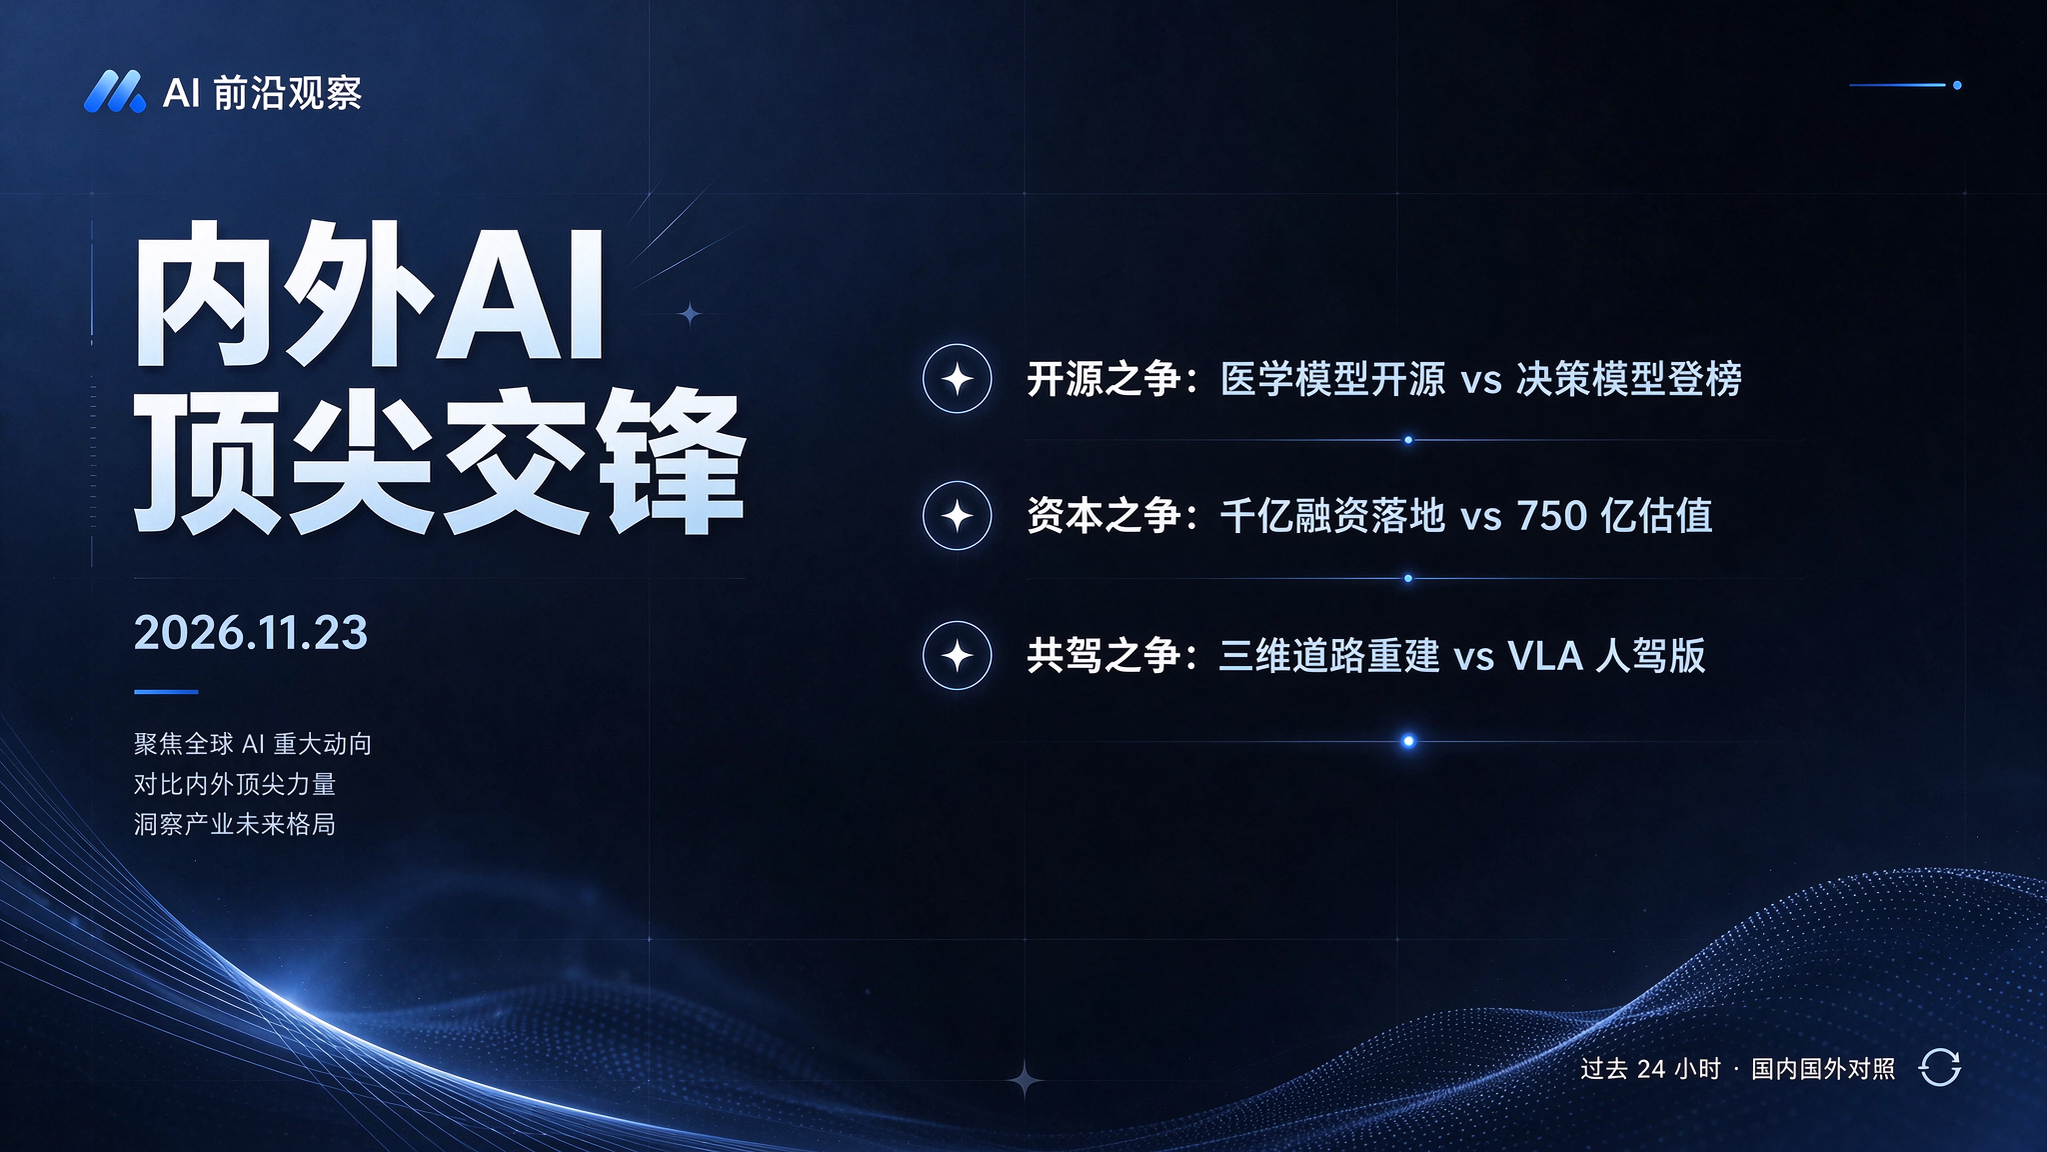 AI 前沿观察
内外AI
顶尖交锋
2026.11.23
聚焦全球 AI 重大动向
对比内外顶尖力量
洞察产业未来格局
开源之争：医学模型开源 vs 决策模型登榜
资本之争：千亿融资落地 vs 750 亿估值
共驾之争：三维道路重建 vs VLA 人驾版
过去 24 小时 · 国内国外对照